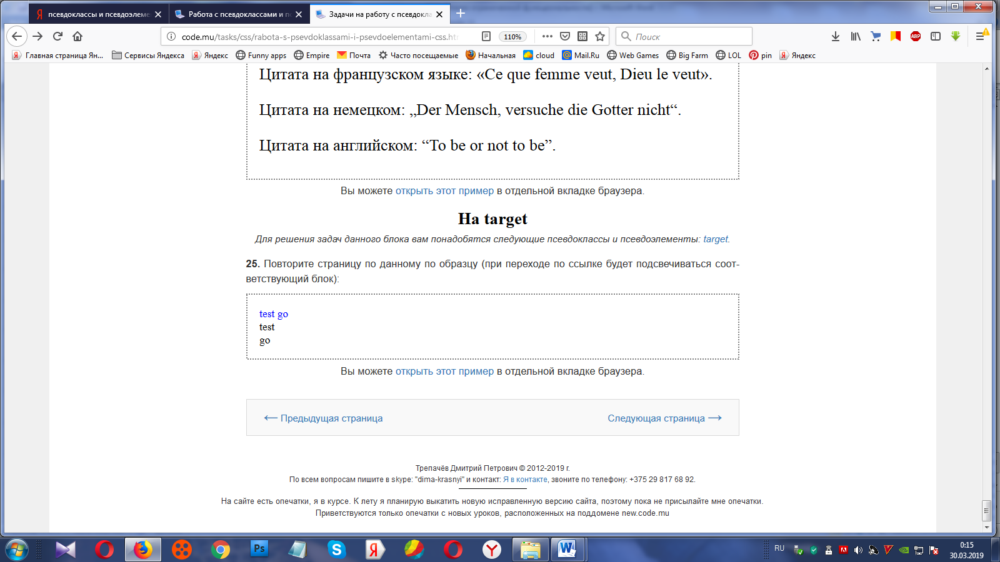 псевдоклассы и псевдоэлеме
Работа с псевдоклассами и п
Задачи на работу с псевдокла
code.mu/tasks/css/rabota-s-psevdoklassami-i-psevdoelementami-css.htm
110%
Поиск
ABP
Главная страница Ян...
Сервисы Яндекса
Яндекс
Funny apps
Empire
Почта
Часто посещаемые
Начальная
cloud
Mail.Ru
Web Games
Big Farm
LOL
pin
Яндекс
Цитата на французском языке: «Ce que femme veut, Dieu le veut».
Цитата на немецком: „Der Mensch, versuche die Gotter nicht“.
Цитата на английском: “To be or not to be”.
Вы можете открыть этот пример в отдельной вкладке браузера.
На target
Для решения задач данного блока вам понадобятся следующие псевдоклассы и псевдоэлементы: target.
25. Повторите страницу по данному по образцу (при переходе по ссылке будет подсвечиваться соот-
ветствующий блок):
test go
test
go
Вы можете открыть этот пример в отдельной вкладке браузера.
← Предыдущая страница
Следующая страница →
Трепачёв Дмитрий Петрович © 2012-2019 г.
По всем вопросам пишите в skype: "dima-krasnyi" и контакт: Я в контакте, звоните по телефону: +375 29 817 68 92.
На сайте есть опечатки, я в курсе. К лету я планирую выкатить новую исправленную версию сайта, поэтому пока не присылайте мне опечатки.
Приветствуются только опечатки с новых уроков, расположенных на поддомене new.code.mu
Ps
RU
0:15
30.03.2019